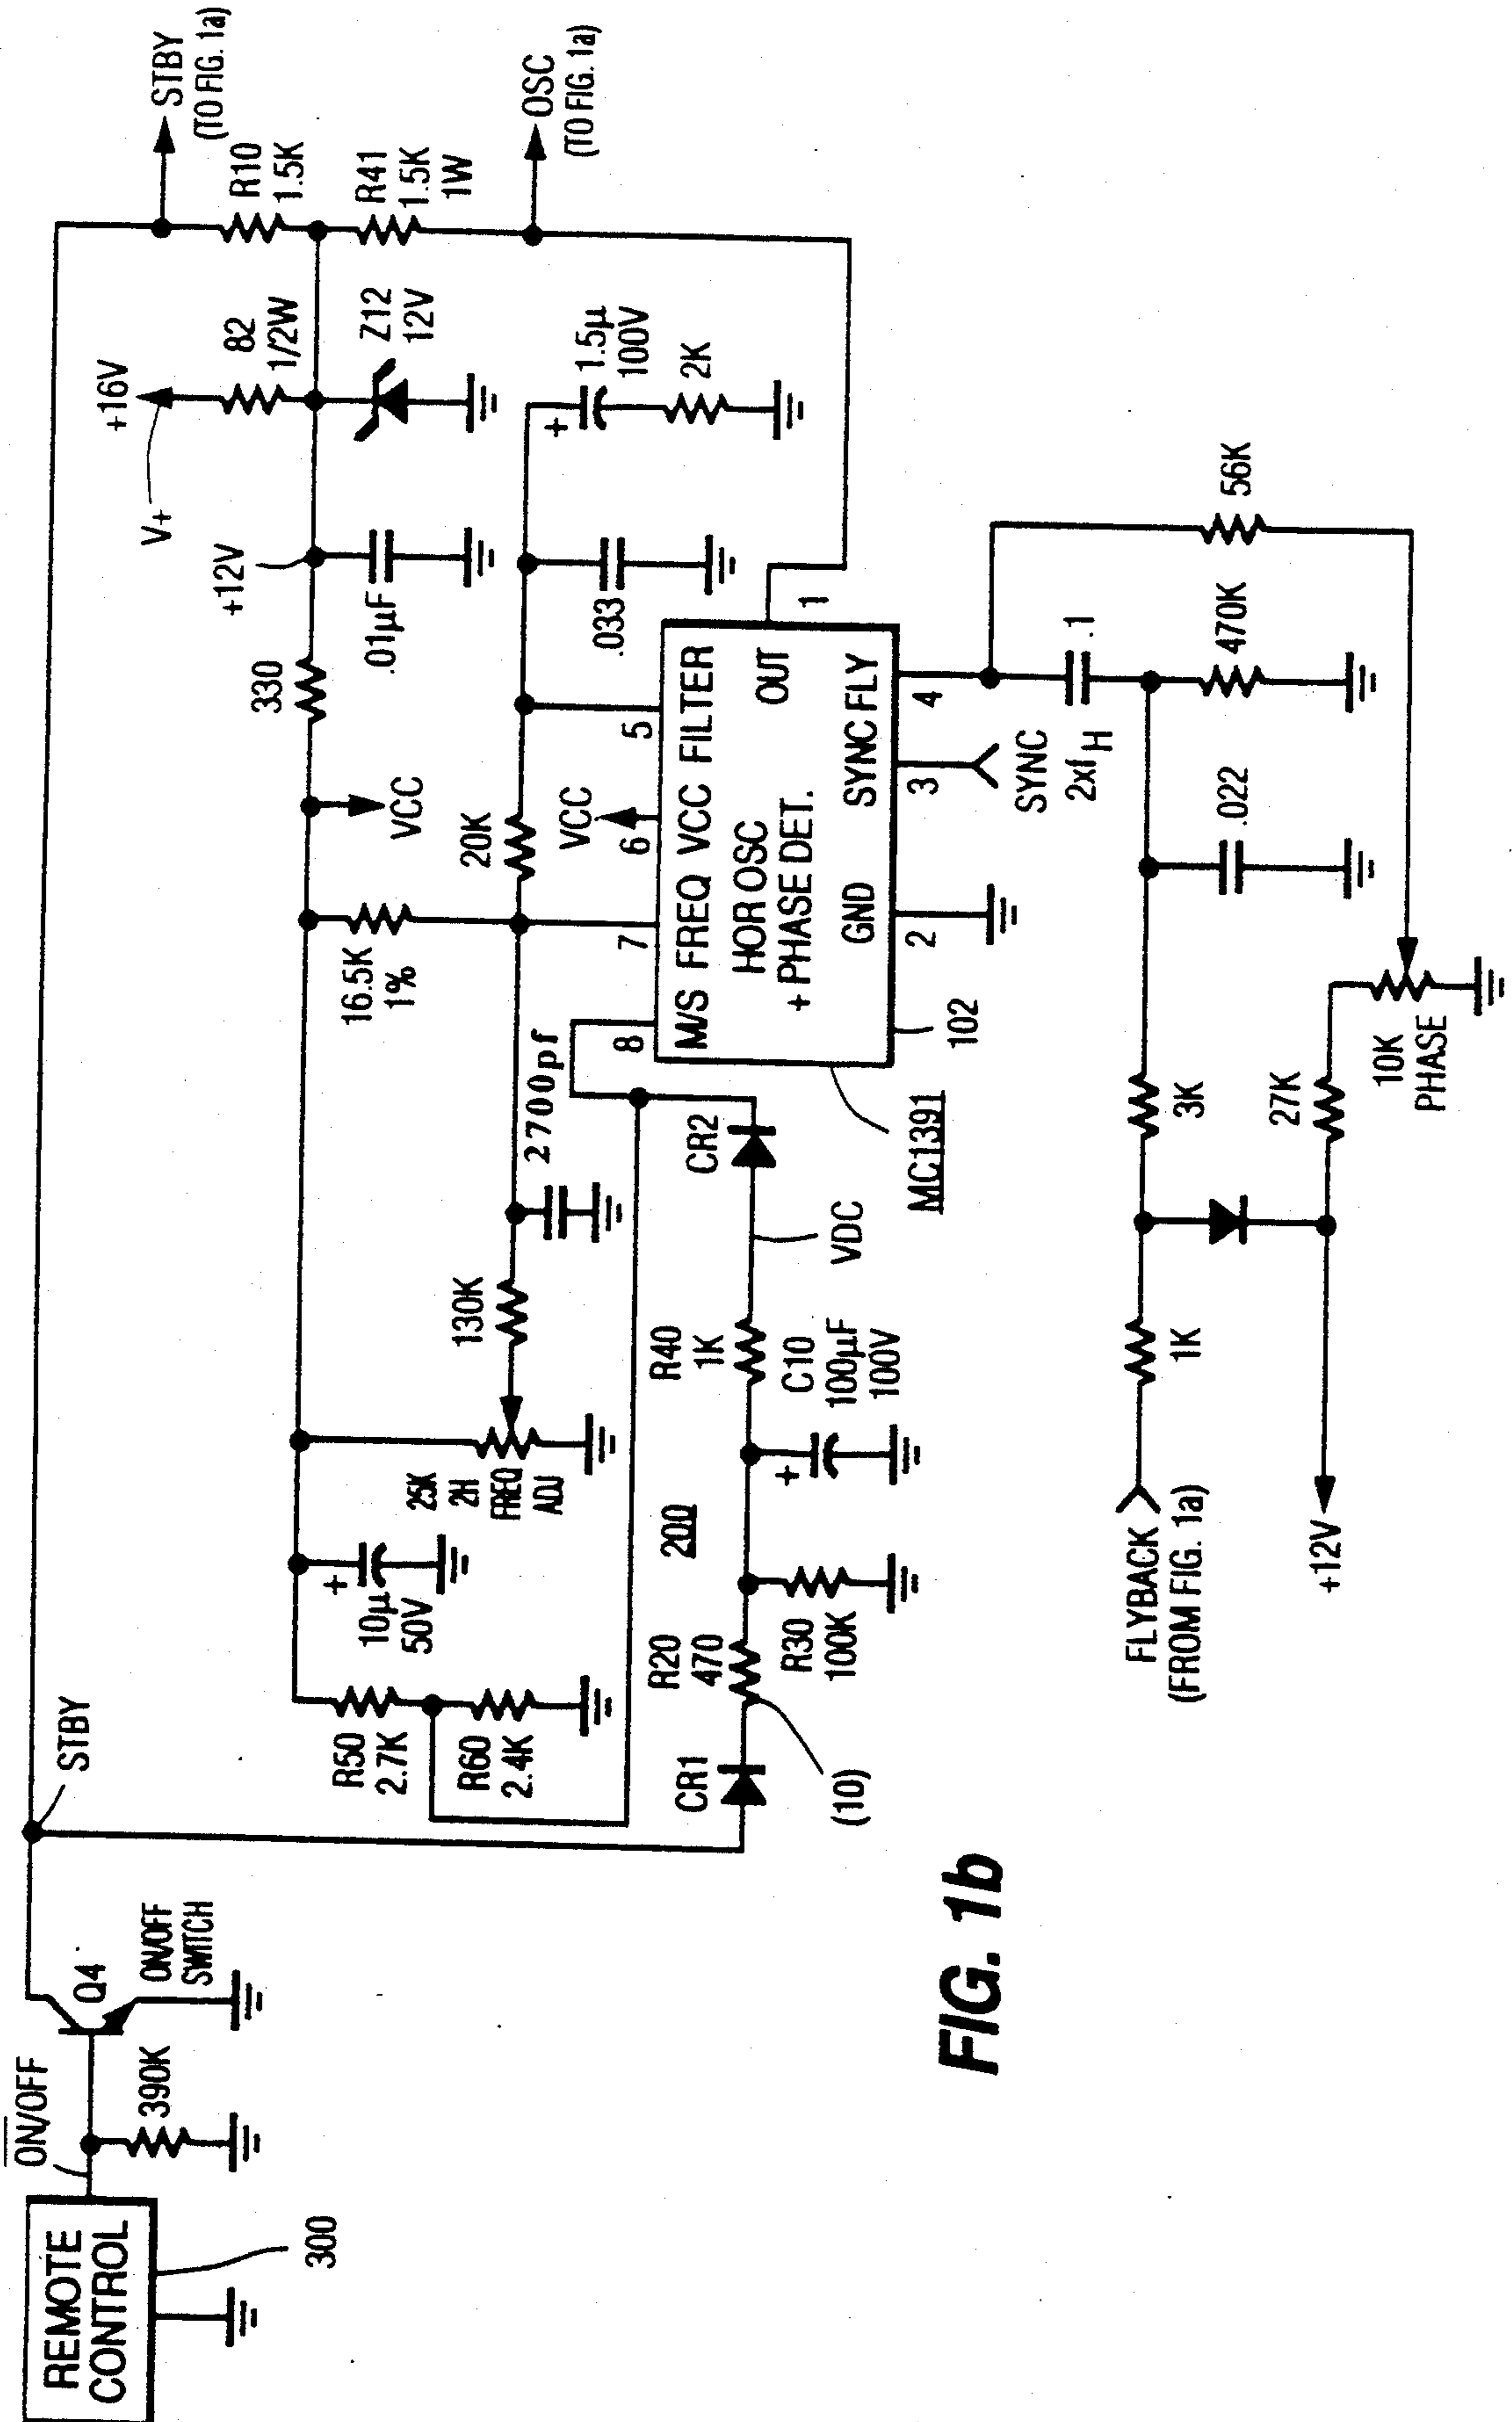 REMOTE
CONTROL
300
ON/OFF
390K
Q4
ON/OFF
SWITCH
STBY
STBY
(TO FIG. 1a)
R10
1.5K
R41
1.5K
1W
OSC
(TO FIG. 1a)
+16V
V+
82
1/2W
Z12
12V
+12V
.01µF
330
VCC
16.5K
1%
20K
1.5µ
100V
2K
.033
+
2700pf
130K
25K
2H
FREQ
ADJ
+
10µ
50V
R50
2.7K
R60
2.4K
CR1
R20
470
(10)
R30
100K
200
+
C10
100µF
100V
R40
1K
VDC
CR2
MC1391
102
8
7
6
5
VCC
M/S FREQ VCC FILTER
HOR OSC
+ PHASE DET.
OUT
GND
SYNC FLY
1
2
3
4
SYNC
2xfH
.1
56K
470K
.022
3K
27K
10K
PHASE
1K
FLYBACK
(FROM FIG. 1a)
+12V
FIG. 1b